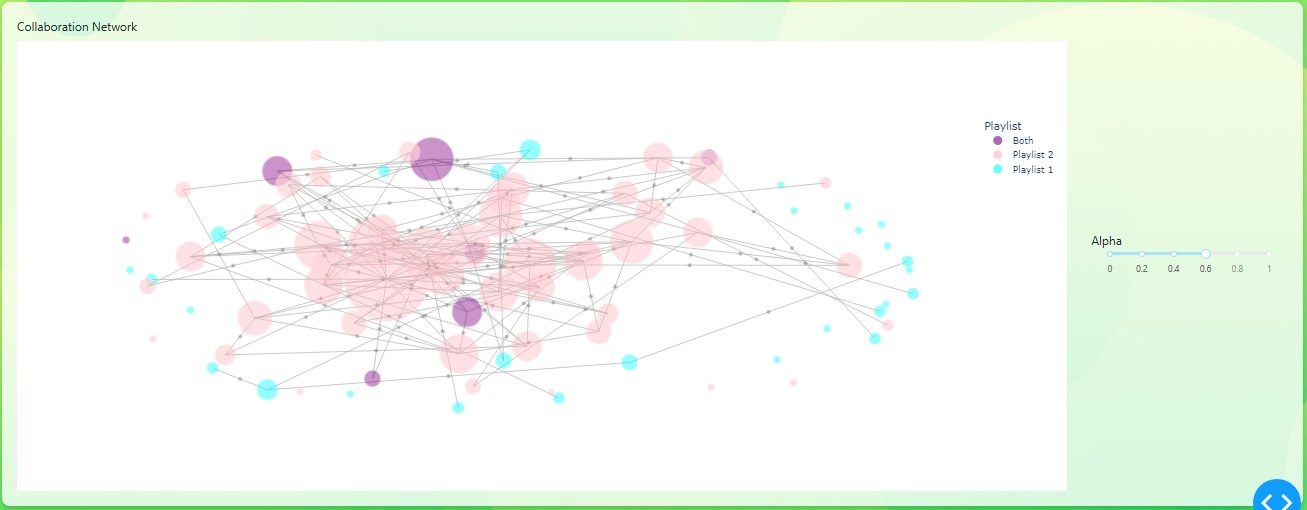 Collaboration Network
Playlist
Both
Playlist 2
Playlist 1
Alpha
0 0.2 0.4 0.6 0.8 1